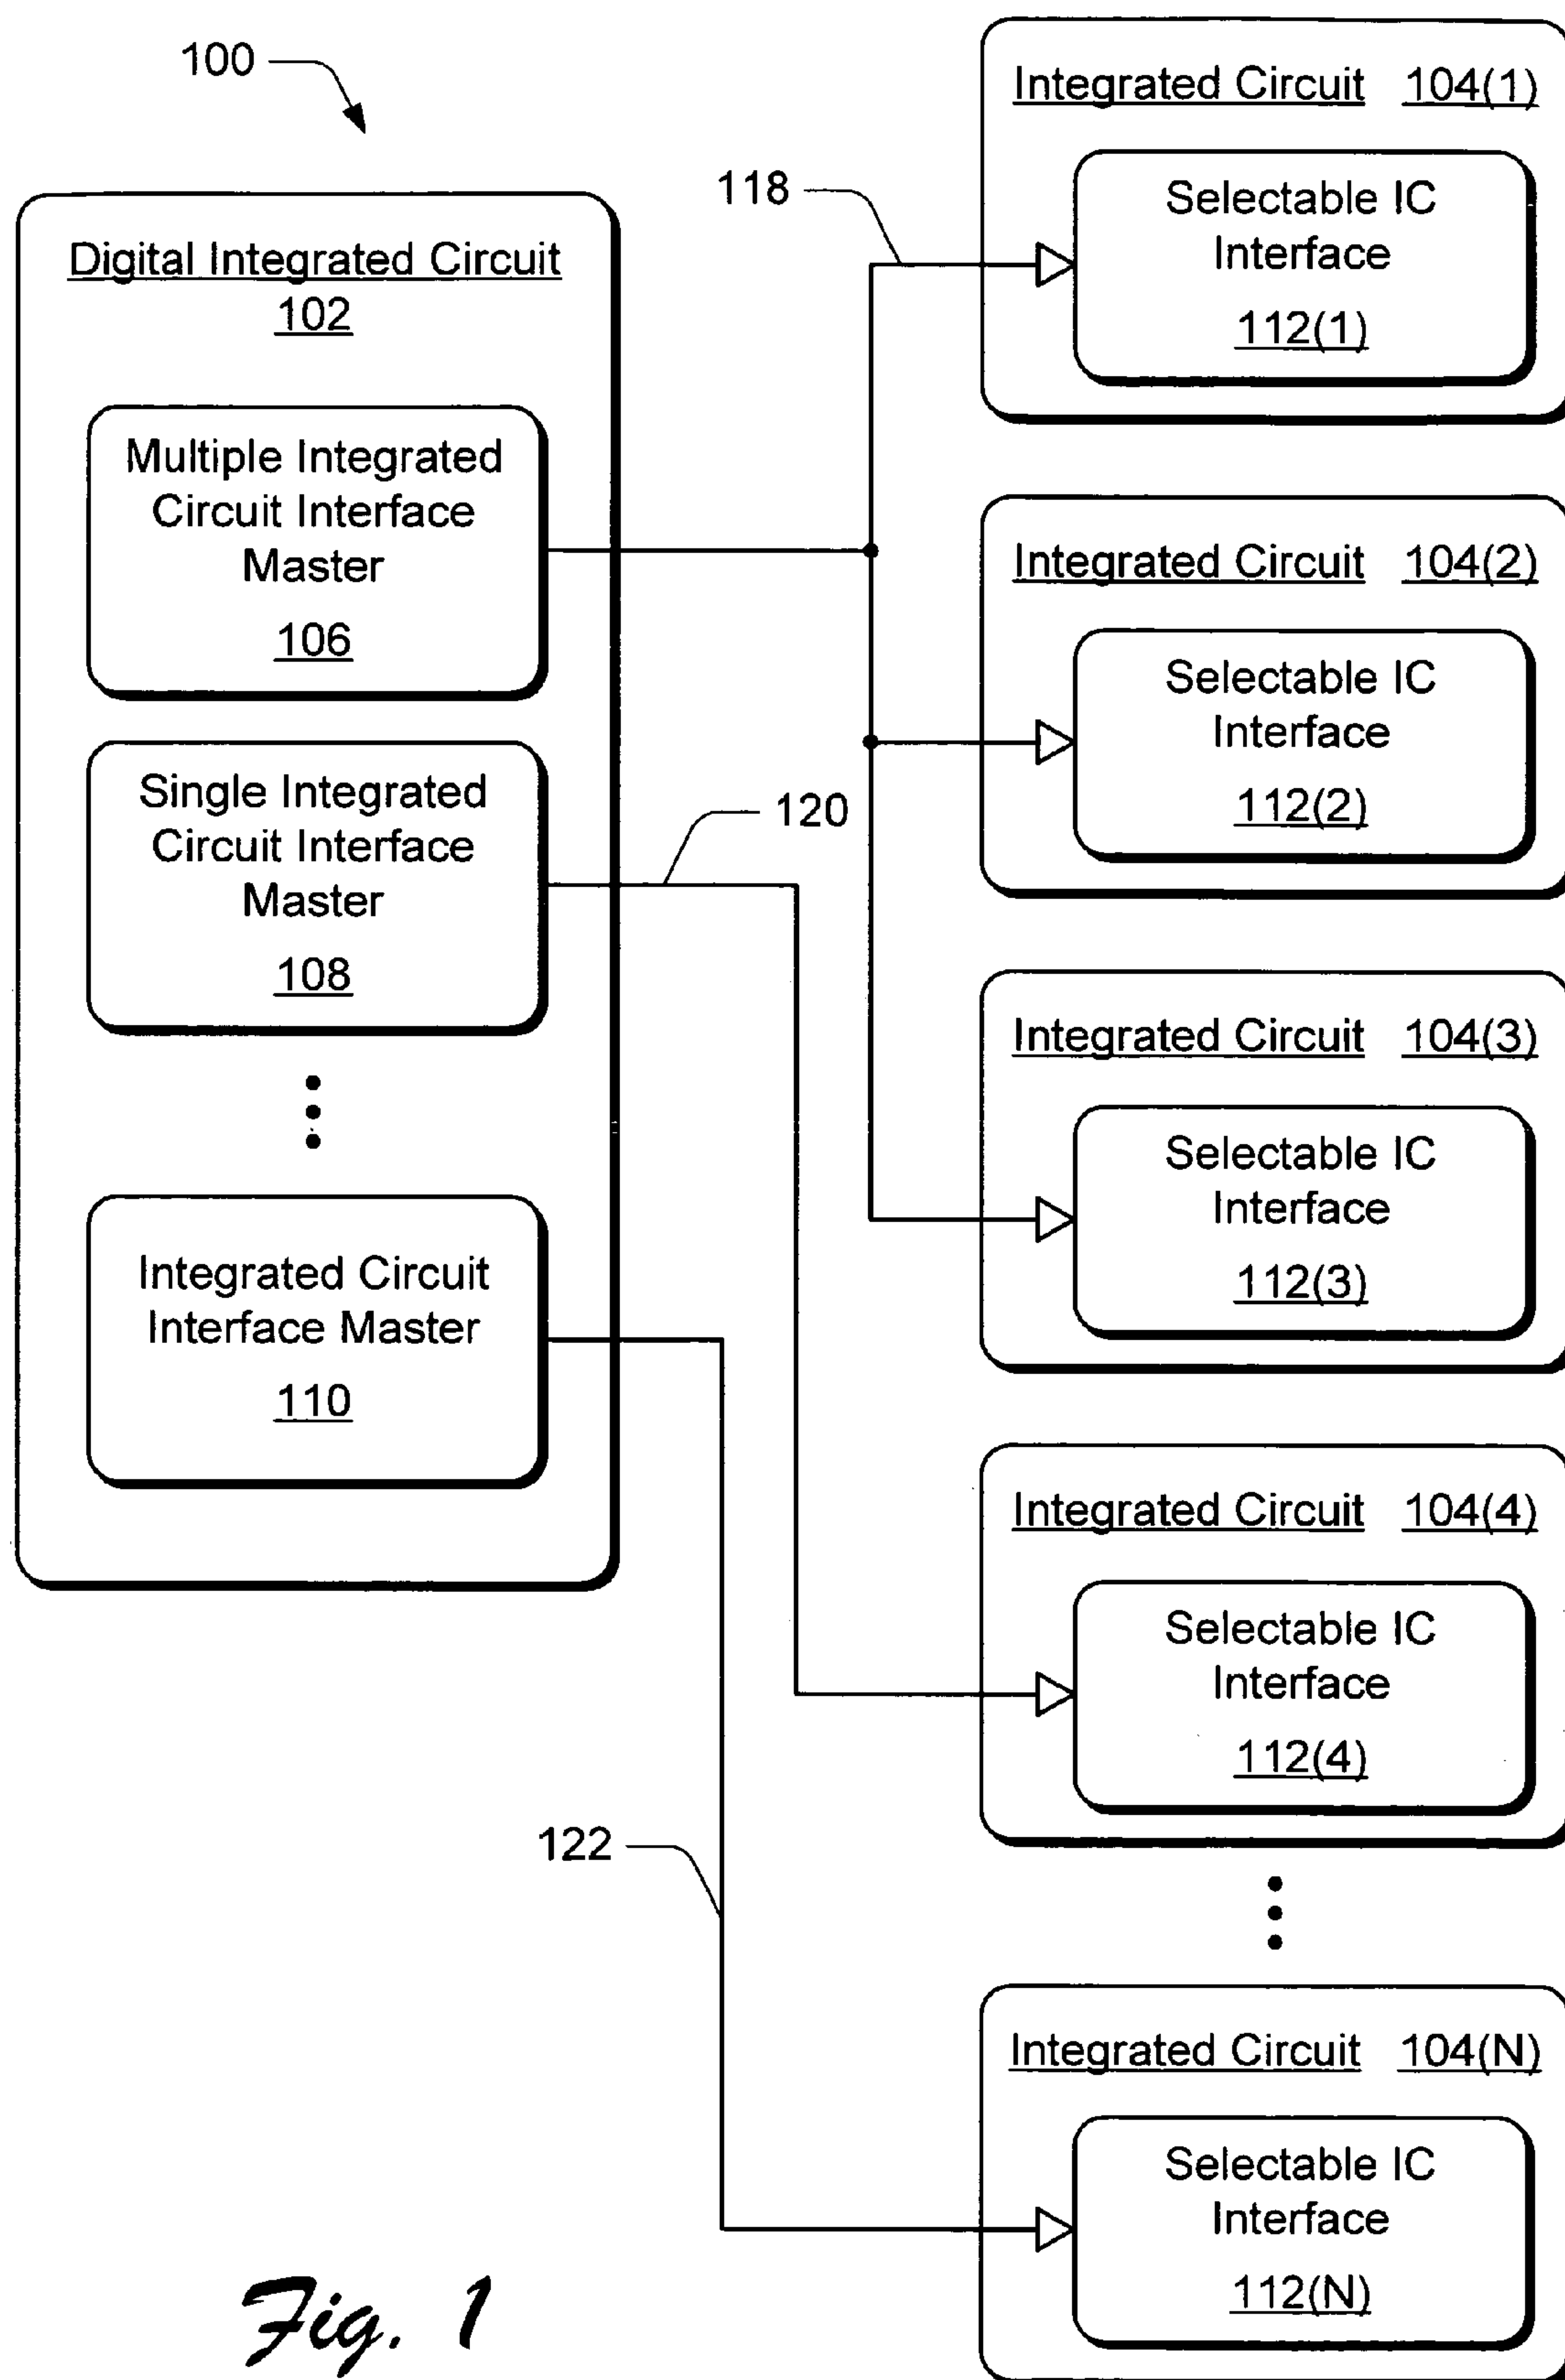 100
Digital Integrated Circuit
102
Multiple Integrated
Circuit Interface
Master
106
Single Integrated
Circuit Interface
Master
108
Integrated Circuit
Interface Master
110
118
120
122
Integrated Circuit 104(1)
Selectable IC
Interface
112(1)
Integrated Circuit 104(2)
Selectable IC
Interface
112(2)
Integrated Circuit 104(3)
Selectable IC
Interface
112(3)
Integrated Circuit 104(4)
Selectable IC
Interface
112(4)
Integrated Circuit 104(N)
Selectable IC
Interface
112(N)
Fig. 1